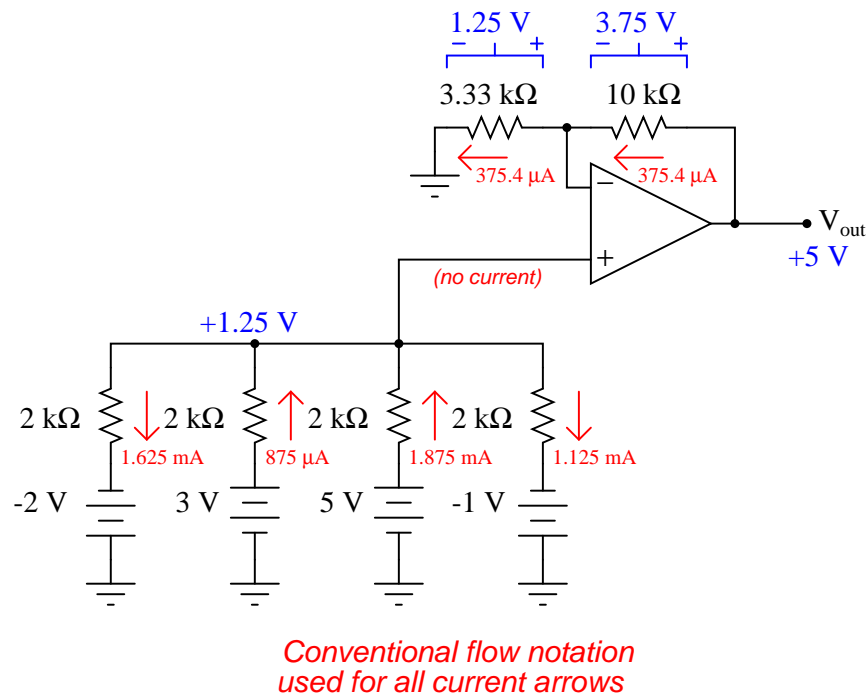 1.25 V
3.75 V
− +
− +
3.33 kΩ
10 kΩ
375.4 µA
375.4 µA
−
+
V_out
+5 V
(no current)
+1.25 V
2 kΩ
2 kΩ
2 kΩ
2 kΩ
1.625 mA
875 µA
1.875 mA
1.125 mA
-2 V
3 V
5 V
-1 V
Conventional flow notation
used for all current arrows